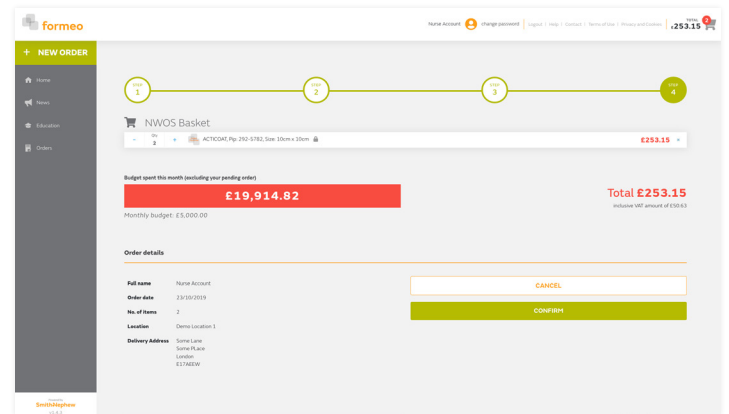 formeo
Nurse Account change password Logout | Help | Contact | Terms of Use | Privacy and Cookies TOTAL £253.15 2
+ NEW ORDER
Home
News
Education
Orders
STEP 1
STEP 2
STEP 3
STEP 4
NWOS Basket
- Qty 2 + ACTICOAT, Pip: 292-5782, Size: 10cm x 10cm £253.15 ×
Budget spent this month (excluding your pending order)
£19,914.82
Monthly budget: £5,000.00
Total £253.15
inclusive VAT amount of £50.63
Order details
Full name Nurse Account
Order date 23/10/2019
No. of items 2
Location Demo Location 1
Delivery Address Some Lane
Some PLace
London
E17AEEW
CANCEL
CONFIRM
SmithNephew